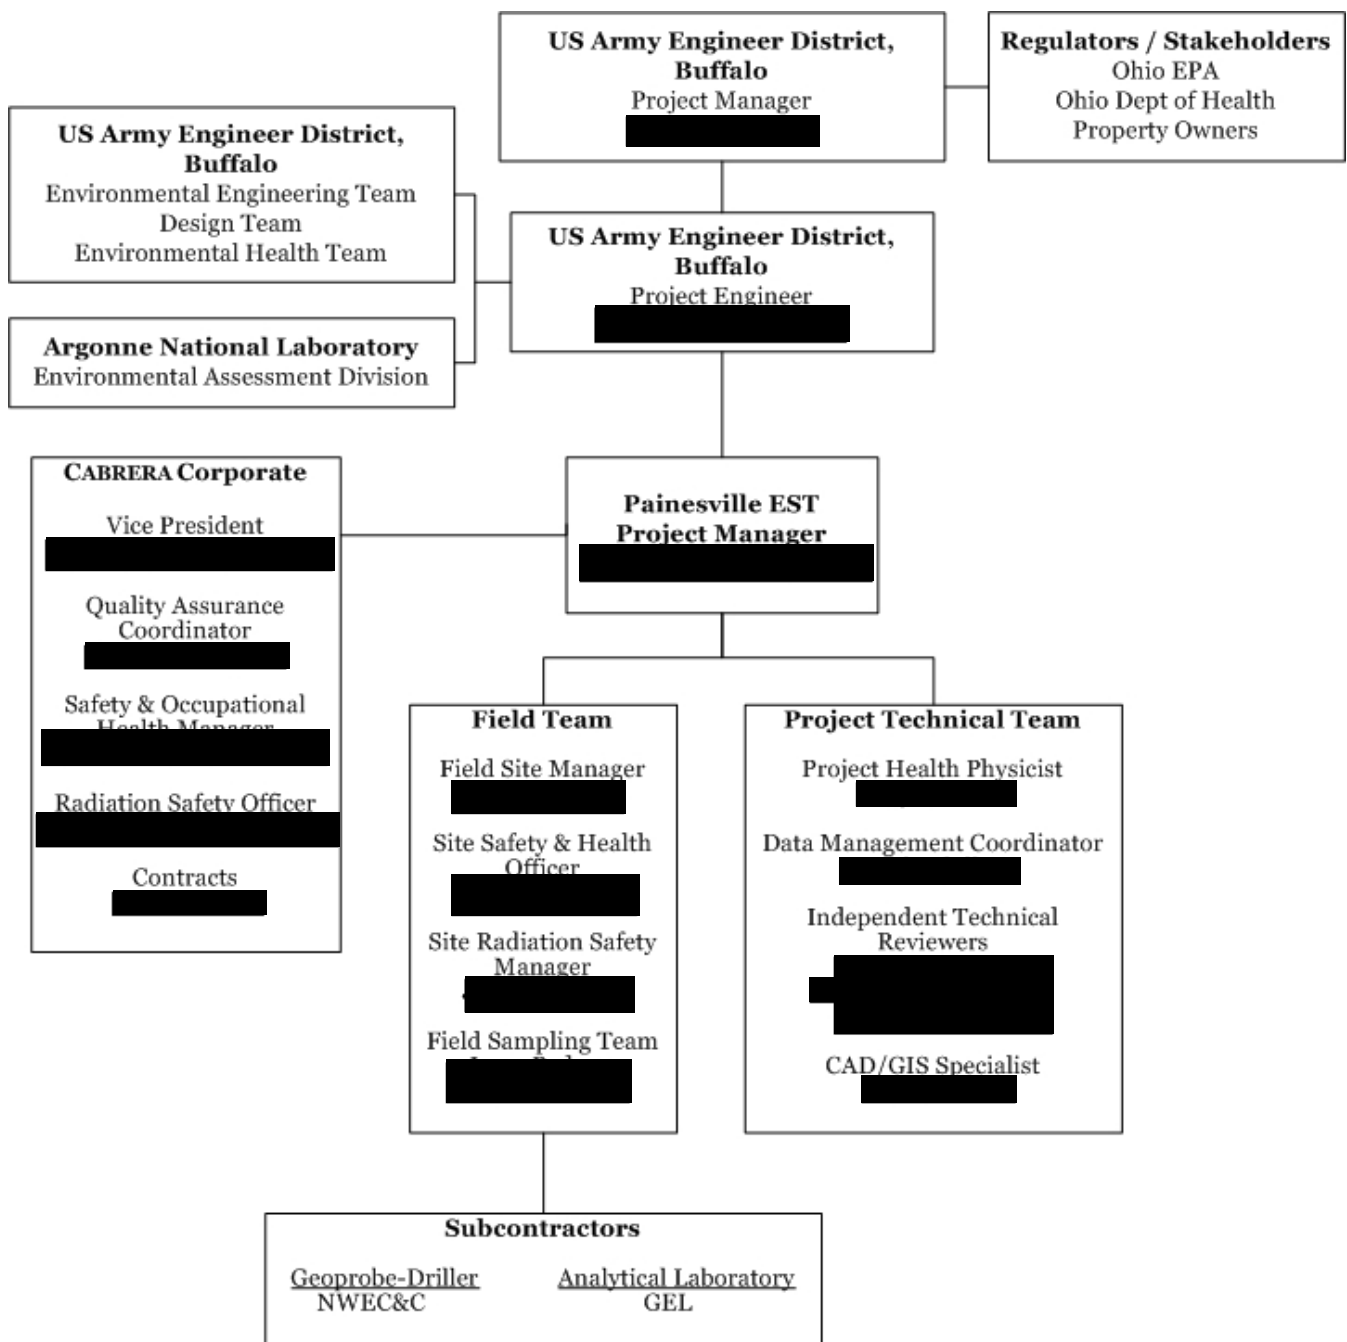 US Army Engineer District,
Buffalo
Project Manager
Regulators / Stakeholders
Ohio EPA
Ohio Dept of Health
Property Owners
US Army Engineer District,
Buffalo
Environmental Engineering Team
Design Team
Environmental Health Team
US Army Engineer District,
Buffalo
Project Engineer
Argonne National Laboratory
Environmental Assessment Division
CABRERA Corporate
Vice President
Quality Assurance
Coordinator
Safety & Occupational
Health Manager
Radiation Safety Officer
Contracts
Painesville EST
Project Manager
Field Team
Field Site Manager
Site Safety & Health
Officer
Site Radiation Safety
Manager
Field Sampling Team
Project Technical Team
Project Health Physicist
Data Management Coordinator
Independent Technical
Reviewers
CAD/GIS Specialist
Subcontractors
Geoprobe-Driller
NWEC&C
Analytical Laboratory
GEL